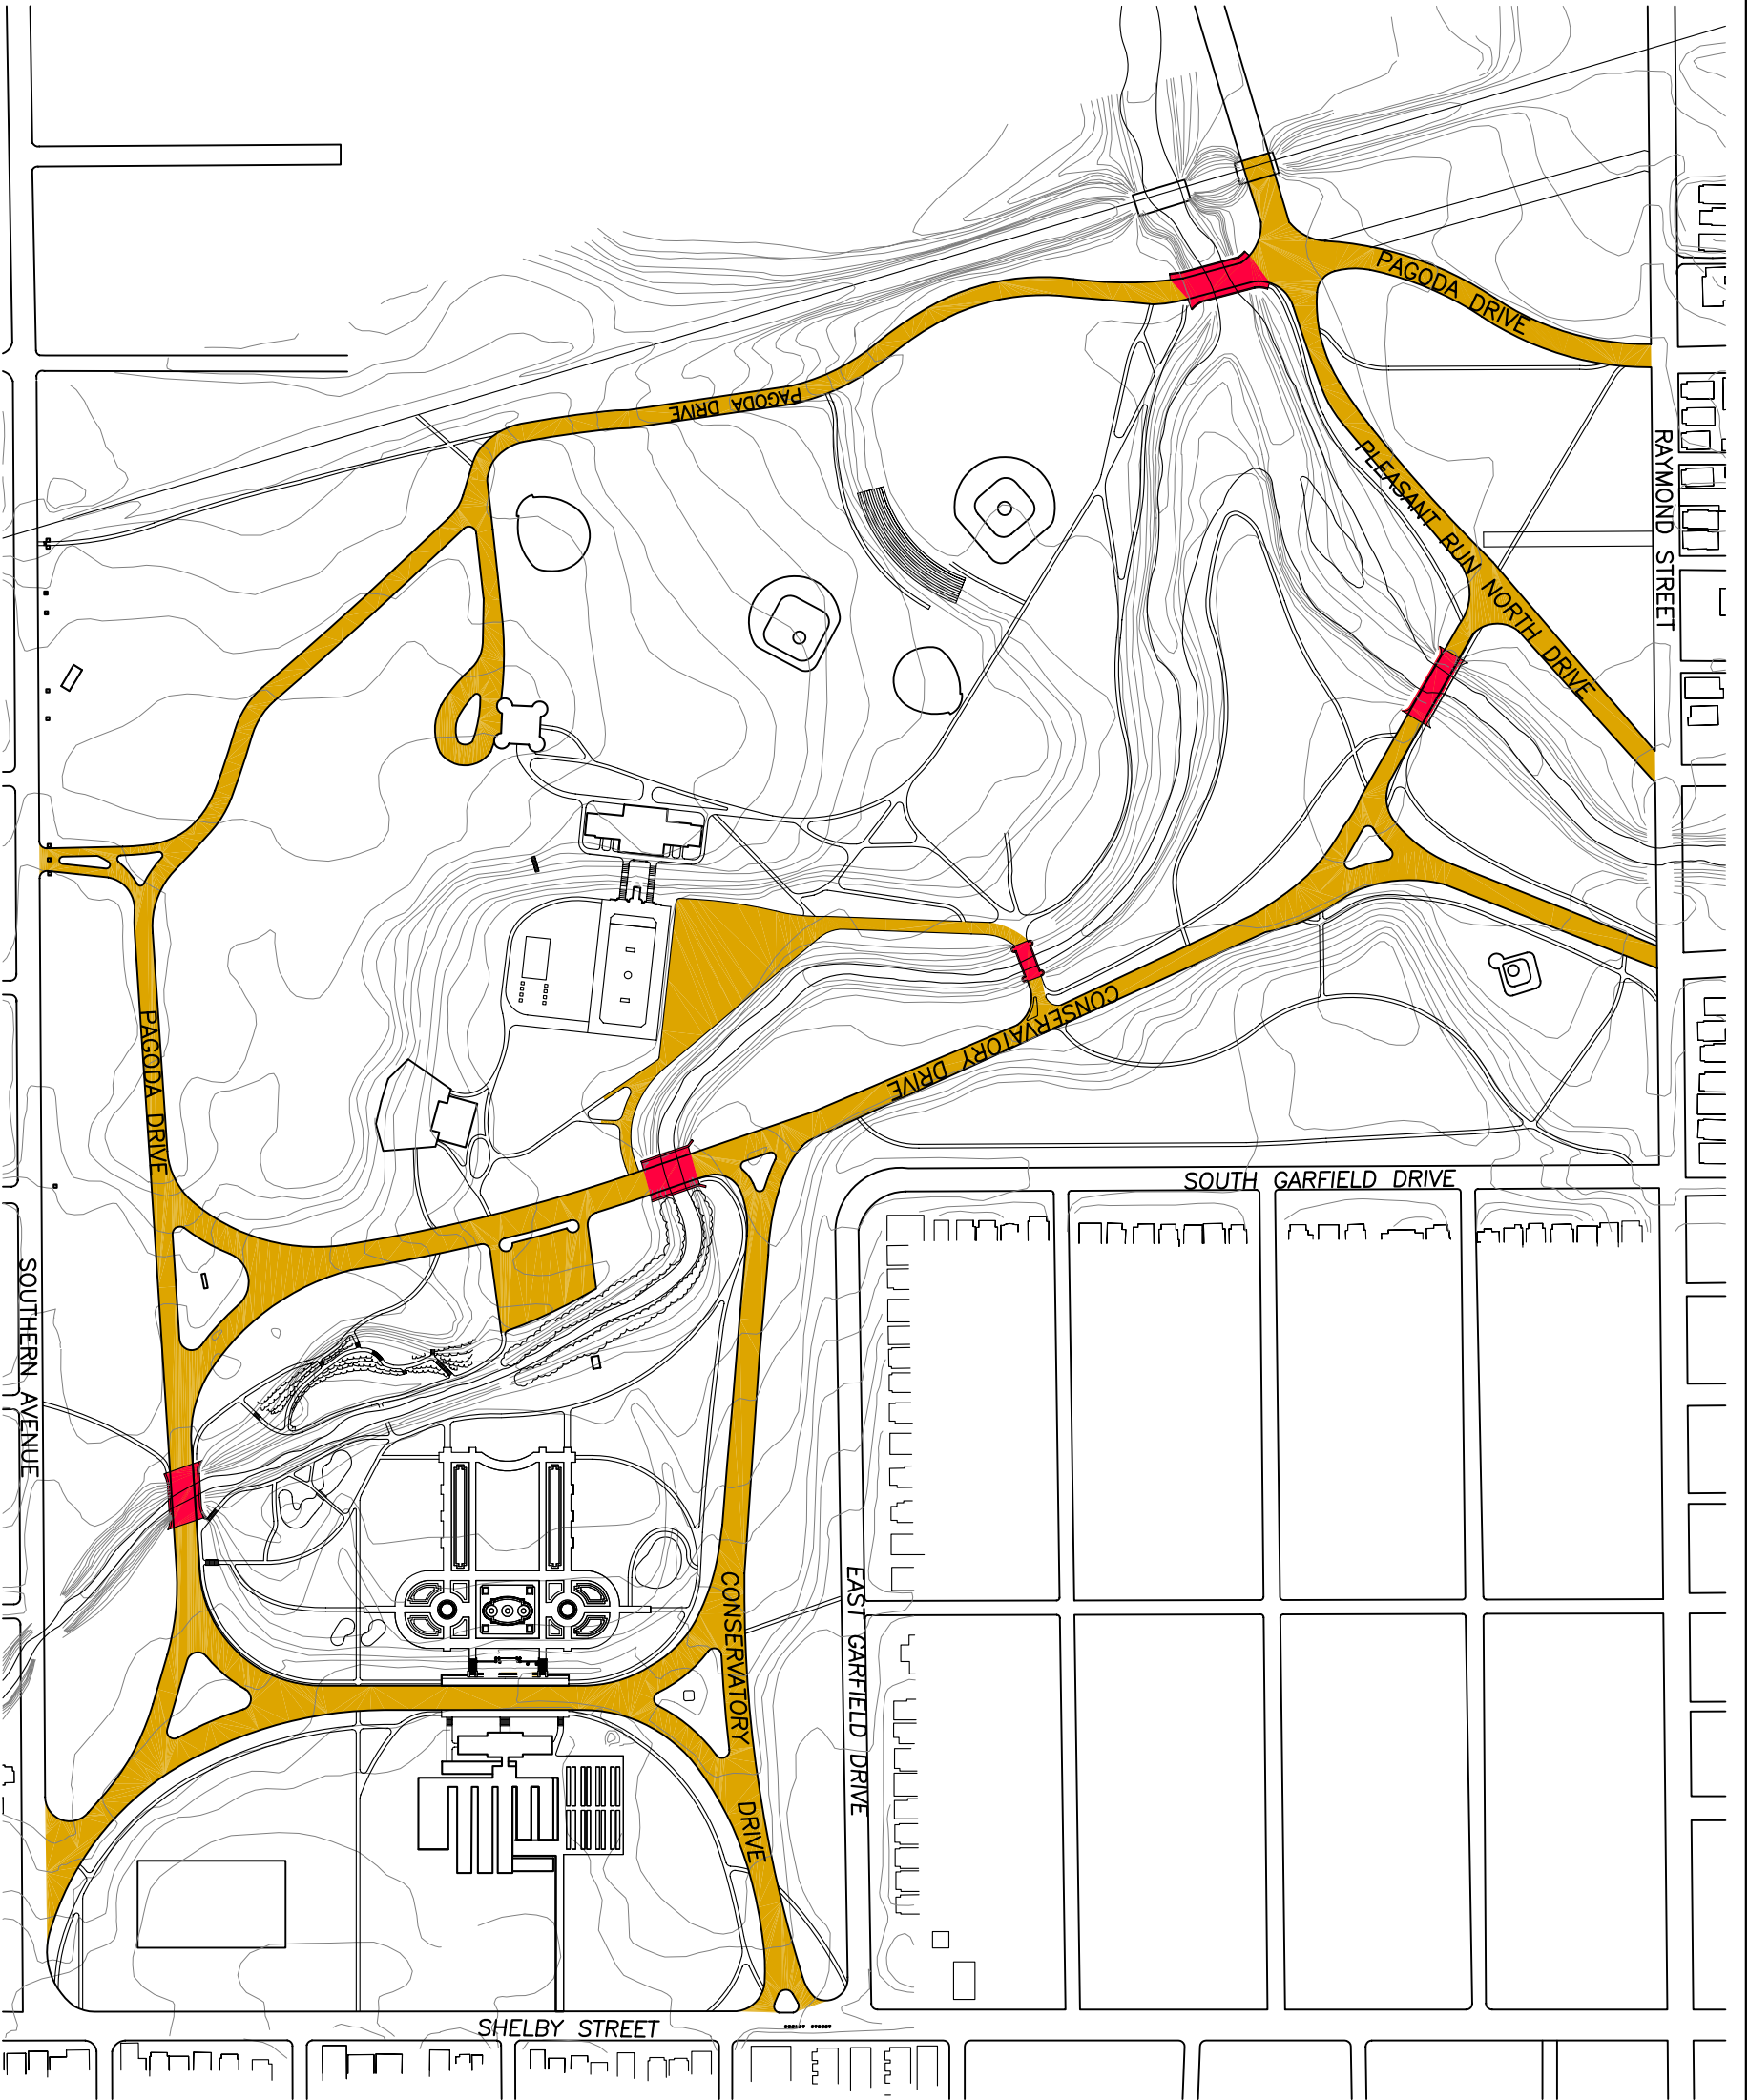 PAGODA DRIVE
PAGODA DRIVE
RAYMOND STREET
PLEASANT RUN NORTH DRIVE
CONSERVATORY DRIVE
PAGODA DRIVE
SOUTH GARFIELD DRIVE
SOUTHERN AVENUE
EAST GARFIELD DRIVE
CONSERVATORY DRIVE
SHELBY STREET